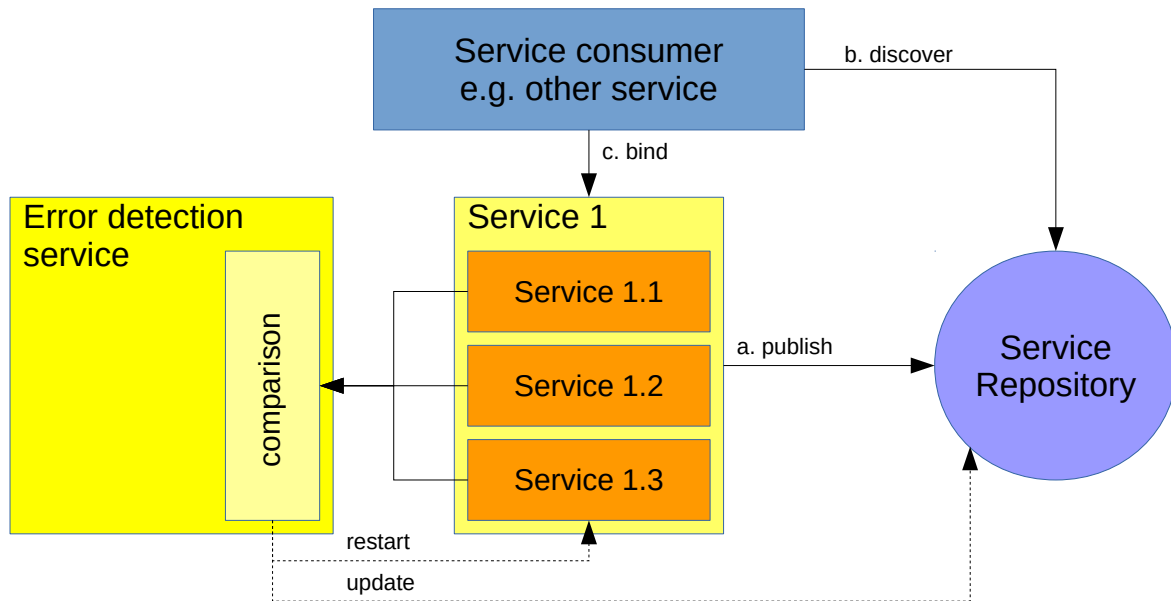 Service consumer
e.g. other service
b. discover
c. bind
Error detection
service
comparison
Service 1
Service 1.1
Service 1.2
Service 1.3
a. publish
Service
Repository
restart
update